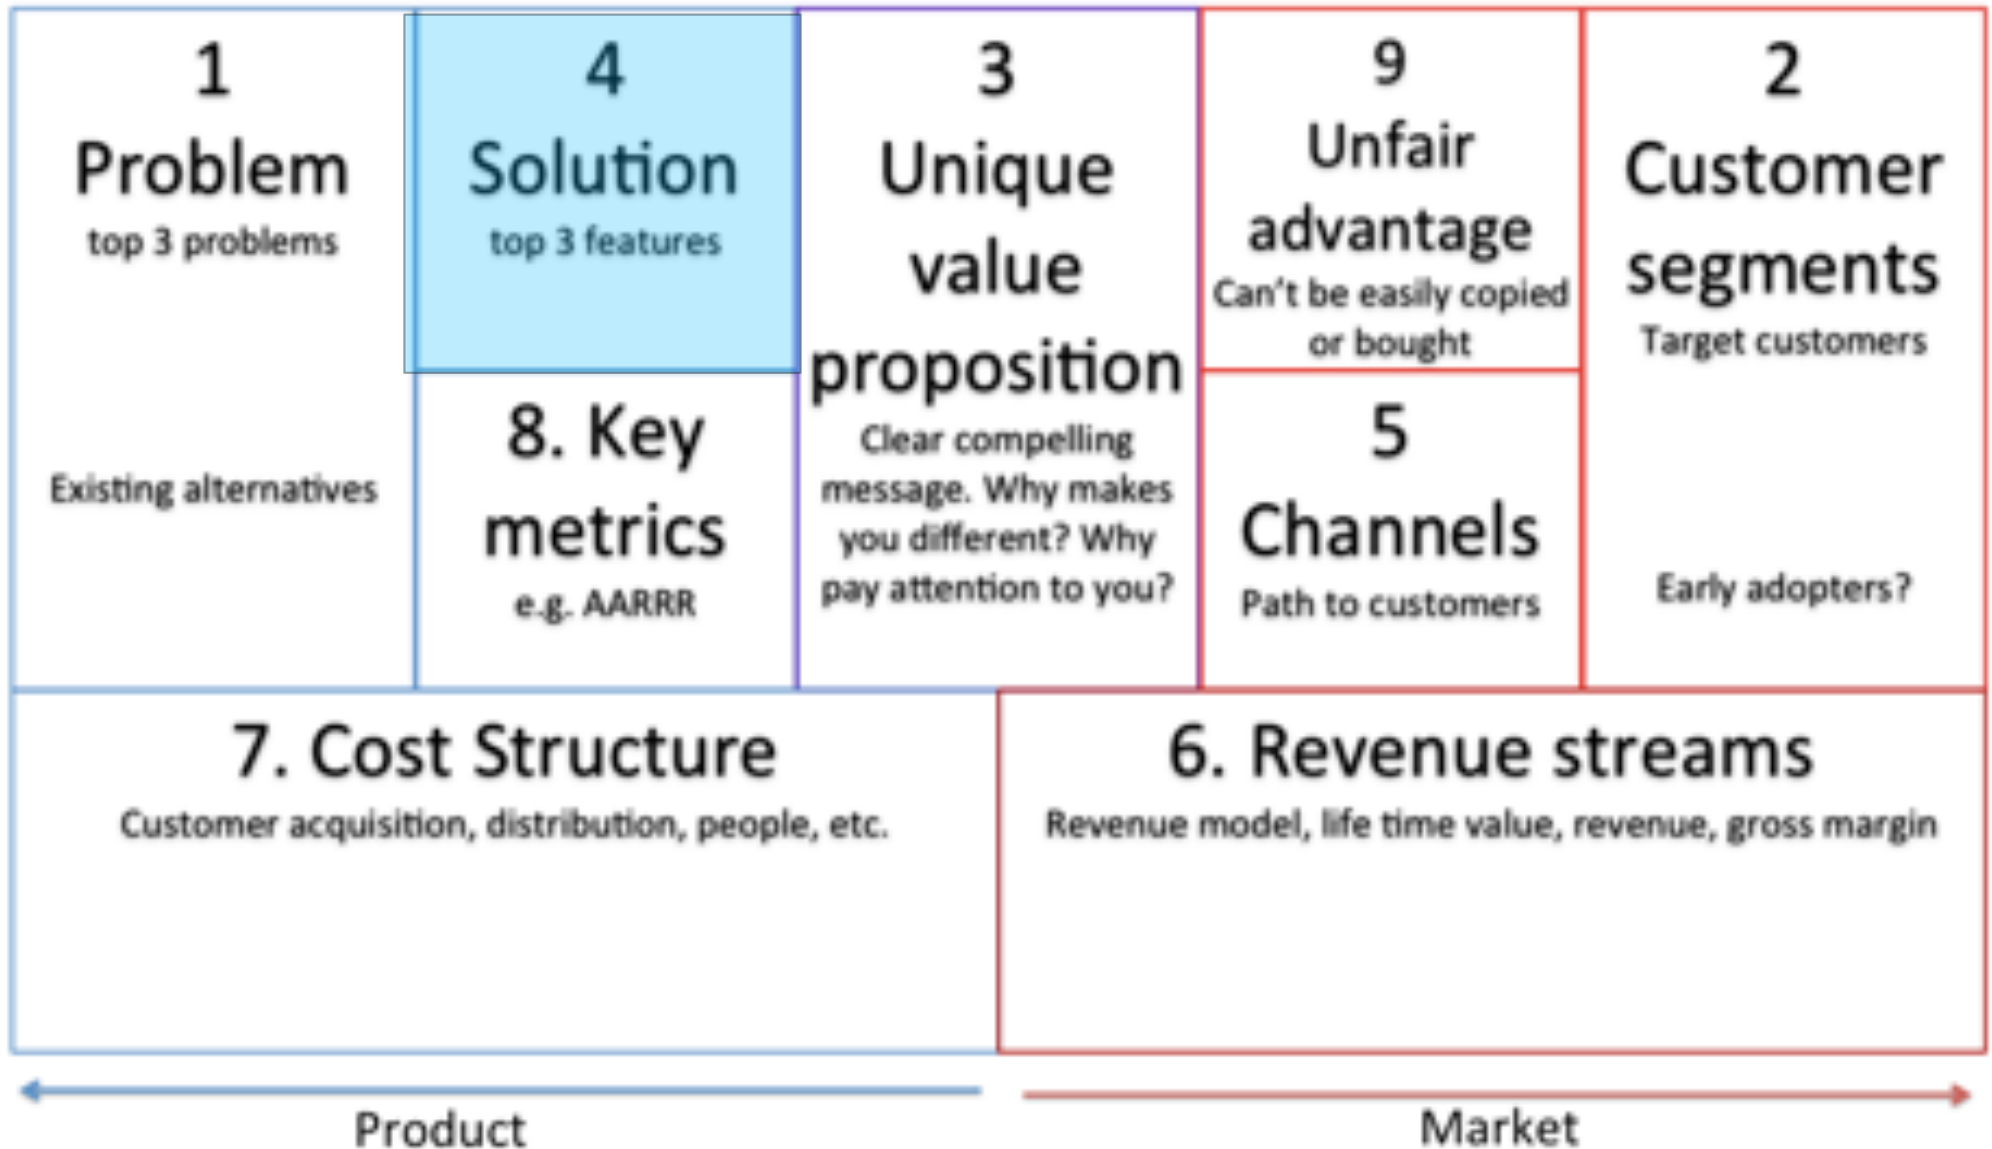 1
Problem
top 3 problems
Existing alternatives
4
Solution
top 3 features
8. Key
metrics
e.g. AARRR
3
Unique
value
proposition
Clear compelling
message. Why makes
you different? Why
pay attention to you?
9
Unfair
advantage
Can't be easily copied
or bought
5
Channels
Path to customers
2
Customer
segments
Target customers
Early adopters?
7. Cost Structure
Customer acquisition, distribution, people, etc.
6. Revenue streams
Revenue model, life time value, revenue, gross margin
Product
Market